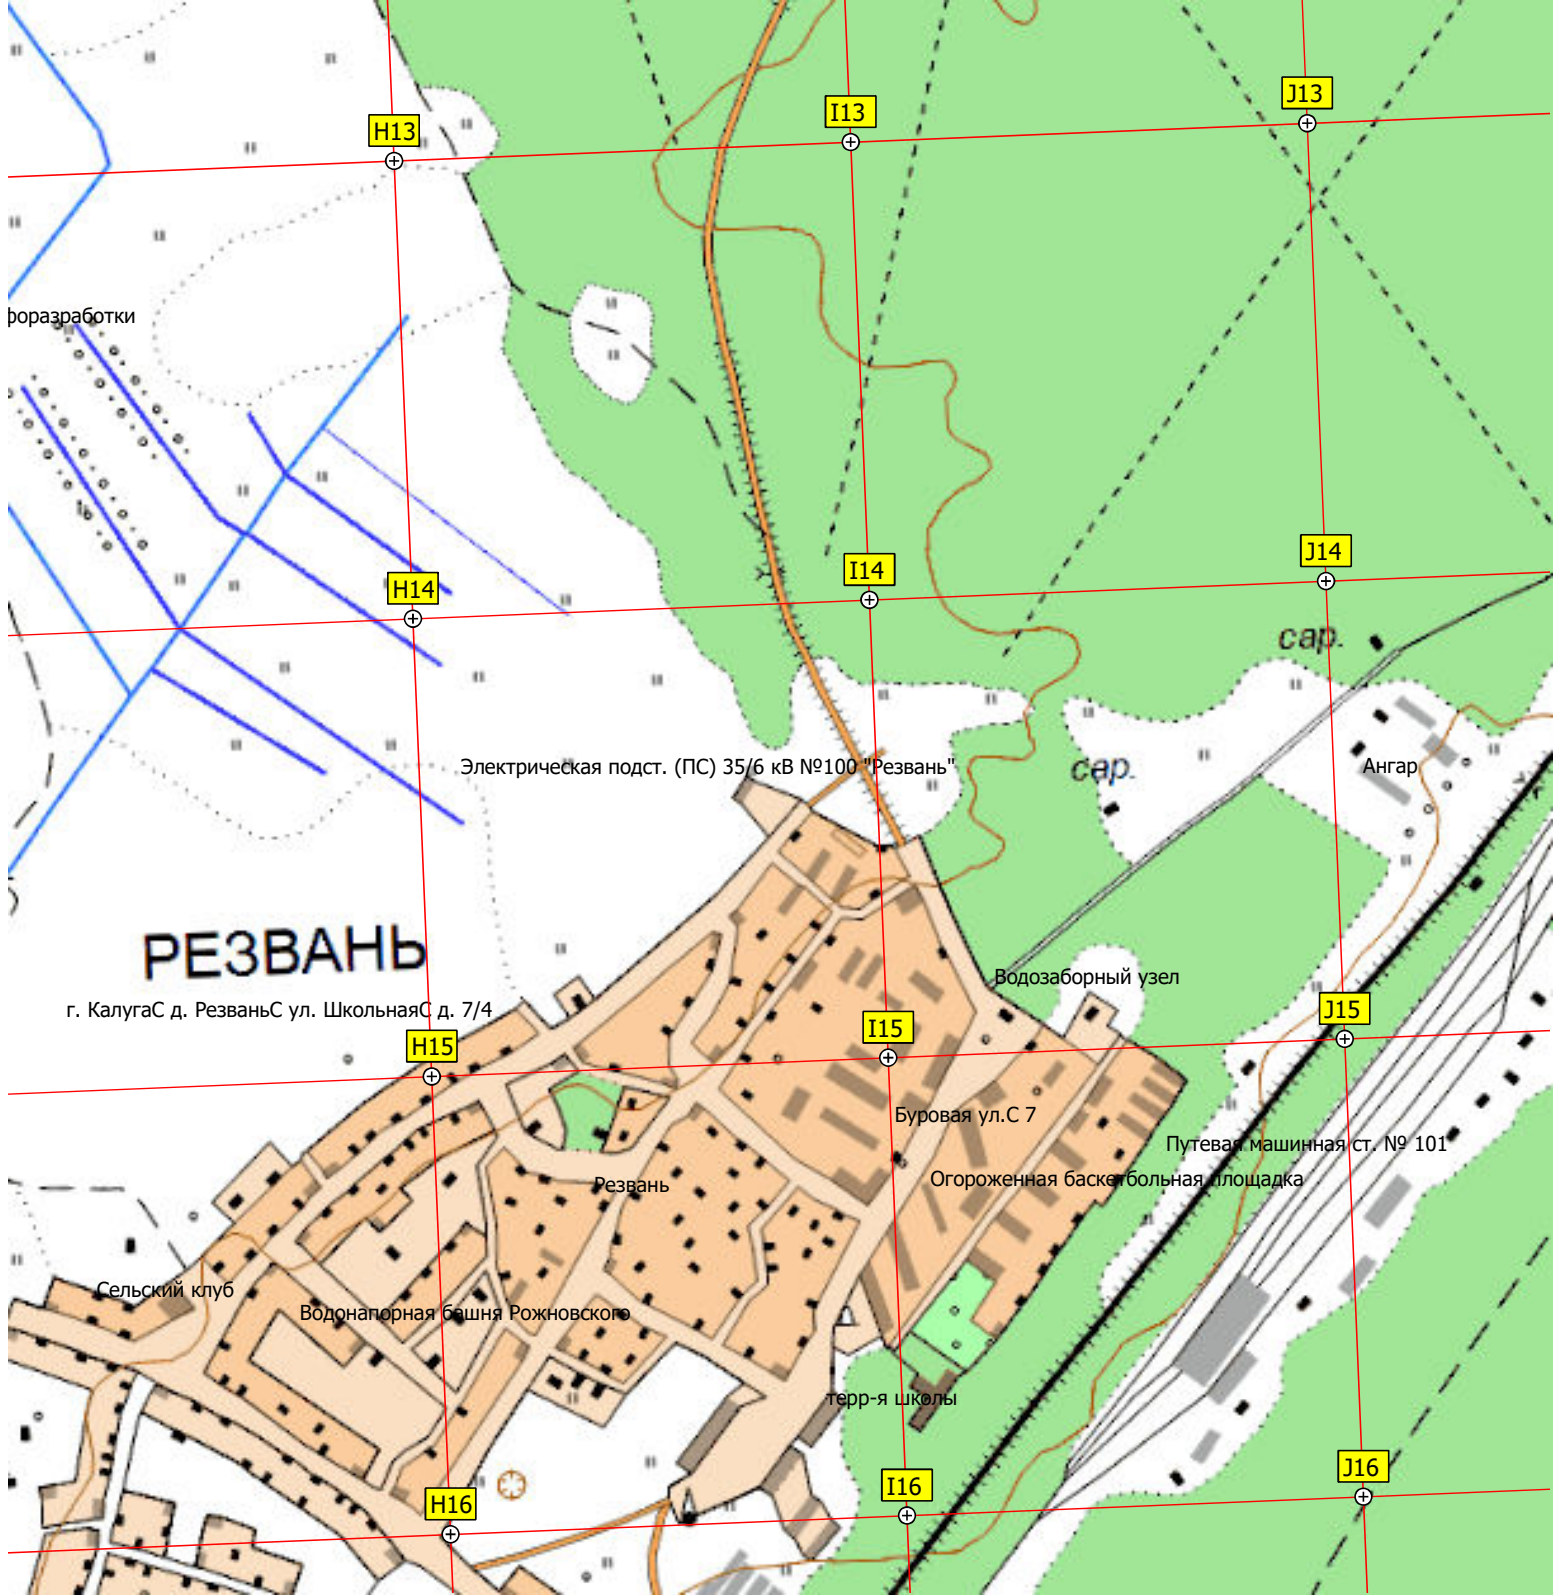 J13
I13
H13
форазработки
J14
I14
H14
сар.
Электрическая подст. (ПС) 35/6 кВ №100 "Резвань"
сар.
Ангар
РЕЗВАНЬ
Водозаборный узел
г. КалугаС д. РезваньС ул. ШкольнаяС д. 7/4
J15
I15
H15
Буровая ул.С 7
Путевая машинная ст. № 101
Огороженная баскетбольная площадка
Резвань
Сельский клуб
Водонапорная башня Рожновского
терр-я школы
J16
I16
H16